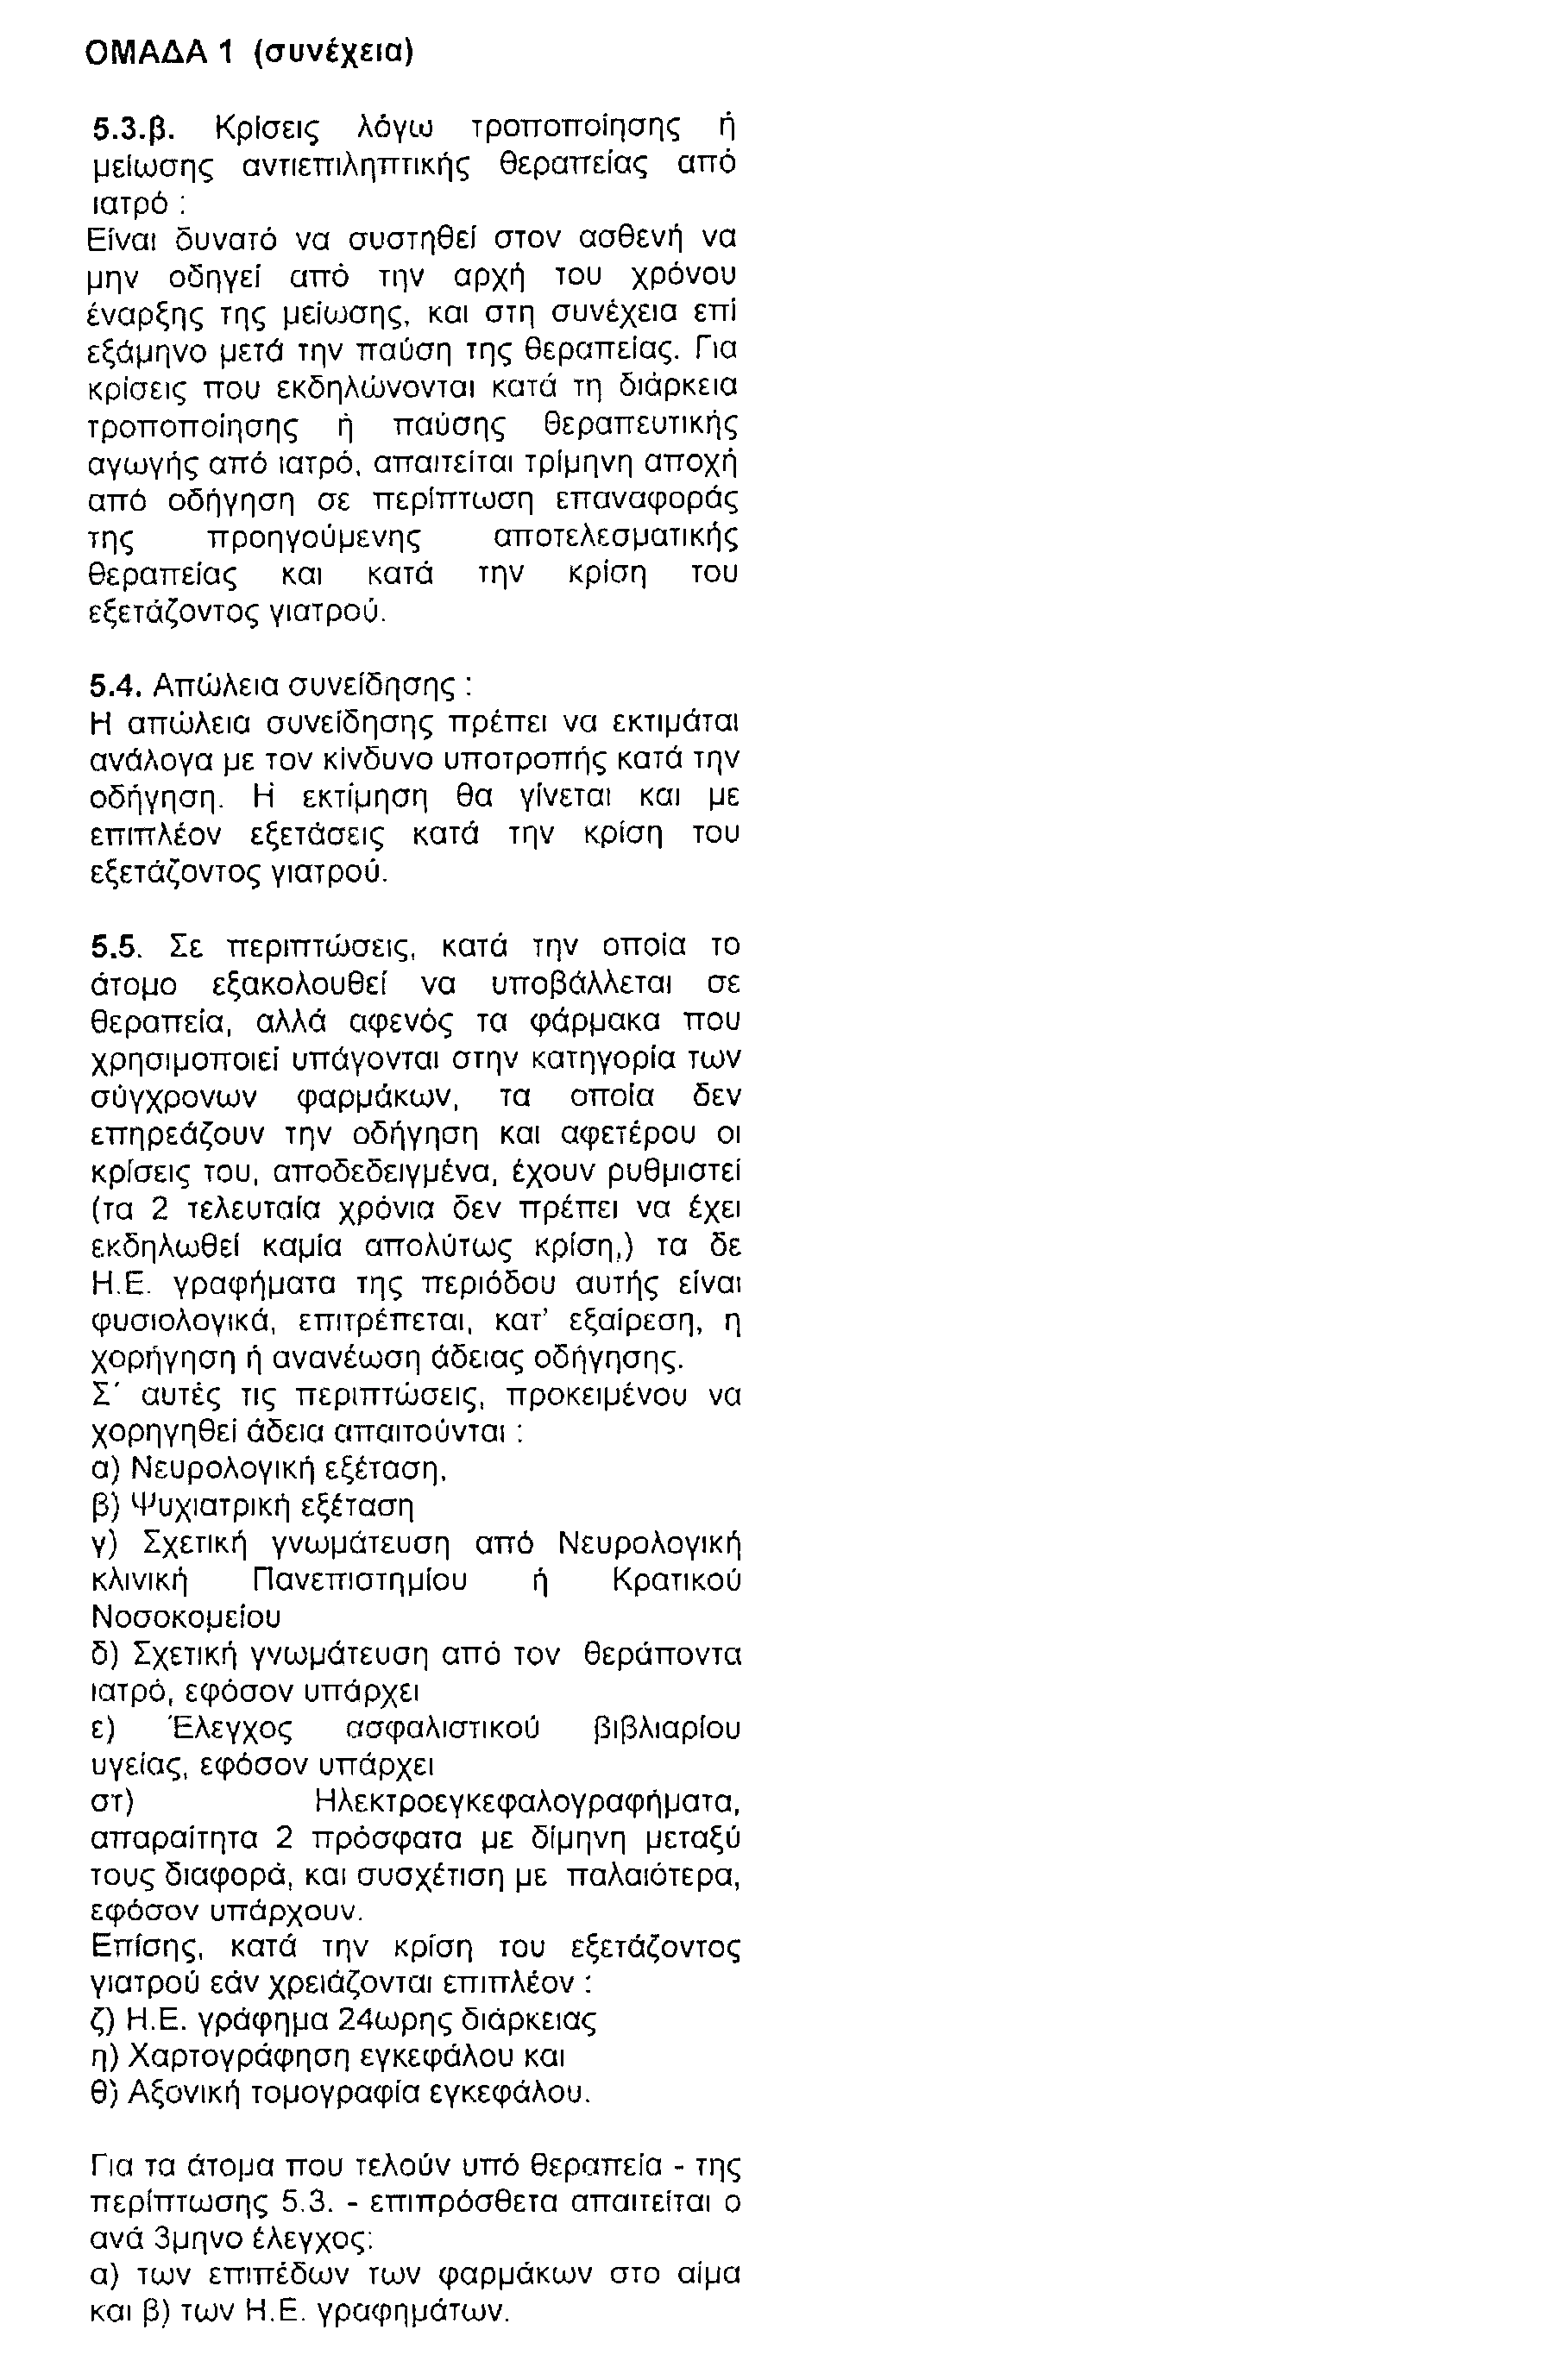 ΟΜΑΔΑ 1 (συνέχεια)
5.3.β. Κρίσεις λόγω τροποποίησης ή
μείωσης αντιεπιληπτικής θεραπείας από
ιατρό :
Είναι δυνατό να συστηθεί στον ασθενή να
μην οδηγεί από την αρχή του χρόνου
έναρξης της μείωσης, και στη συνέχεια επί
εξάμηνο μετά την παύση της θεραπείας. Για
κρίσεις που εκδηλώνονται κατά τη διάρκεια
τροποποίησης ή παύσης θεραπευτικής
αγωγής από ιατρό, απαιτείται τρίμηνη αποχή
από οδήγηση σε περίπτωση επαναφοράς
της προηγούμενης αποτελεσματικής
θεραπείας και κατά την κρίση του
εξετάζοντος γιατρού.
5.4. Απώλεια συνείδησης :
Η απώλεια συνείδησης πρέπει να εκτιμάται
ανάλογα με τον κίνδυνο υποτροπής κατά την
οδήγηση. Η εκτίμηση θα γίνεται και με
επιπλέον εξετάσεις κατά την κρίση του
εξετάζοντος γιατρού.
5.5. Σε περιπτώσεις, κατά την οποία το
άτομο εξακολουθεί να υποβάλλεται σε
θεραπεία, αλλά αφενός τα φάρμακα που
χρησιμοποιεί υπάγονται στην κατηγορία των
σύγχρονων φαρμάκων, τα οποία δεν
επηρεάζουν την οδήγηση και αφετέρου οι
κρίσεις του, αποδεδειγμένα, έχουν ρυθμιστεί
(τα 2 τελευταία χρόνια δεν πρέπει να έχει
εκδηλωθεί καμία απολύτως κρίση,) τα δε
Η.Ε. γραφήματα της περιόδου αυτής είναι
φυσιολογικά, επιτρέπεται, κατ’ εξαίρεση, η
χορήγηση ή ανανέωση άδειας οδήγησης.
Σ΄ αυτές τις περιπτώσεις, προκειμένου να
χορηγηθεί άδεια απαιτούνται :
α) Νευρολογική εξέταση,
β) Ψυχιατρική εξέταση
γ) Σχετική γνωμάτευση από Νευρολογική
κλινική Πανεπιστημίου ή Κρατικού
Νοσοκομείου
δ) Σχετική γνωμάτευση από τον θεράποντα
ιατρό, εφόσον υπάρχει
ε) Έλεγχος ασφαλιστικού βιβλιαρίου
υγείας, εφόσον υπάρχει
στ) Ηλεκτροεγκεφαλογραφήματα,
απαραίτητα 2 πρόσφατα με δίμηνη μεταξύ
τους διαφορά, και συσχέτιση με παλαιότερα,
εφόσον υπάρχουν.
Επίσης, κατά την κρίση του εξετάζοντος
γιατρού εάν χρειάζονται επιπλέον :
ζ) Η.Ε. γράφημα 24ωρης διάρκειας
η) Χαρτογράφηση εγκεφάλου και
θ) Αξονική τομογραφία εγκεφάλου.
Για τα άτομα που τελούν υπό θεραπεία - της
περίπτωσης 5.3. - επιπρόσθετα απαιτείται ο
ανά 3μηνο έλεγχος:
α) των επιπέδων των φαρμάκων στο αίμα
και β) των Η.Ε. γραφημάτων.